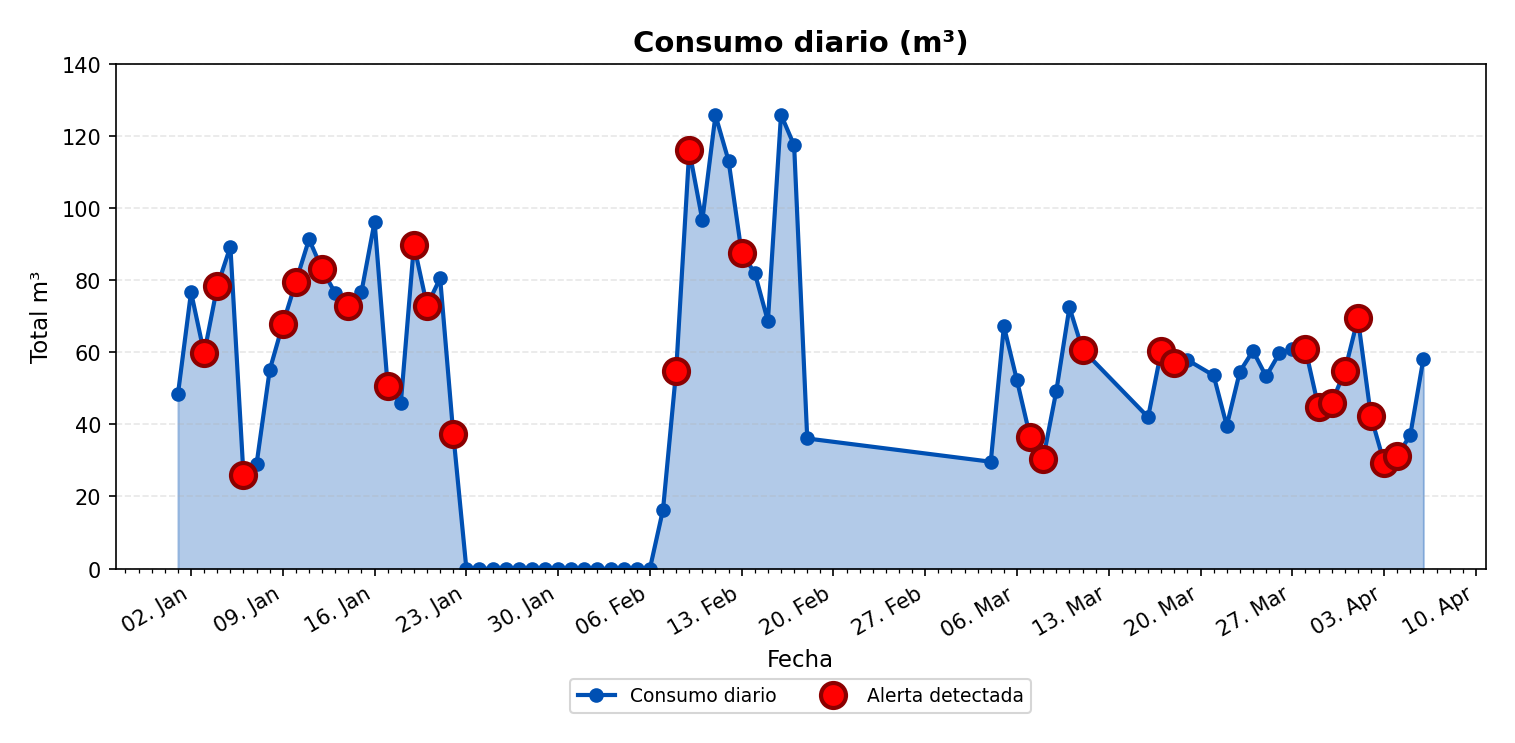 Consumo diario (m³)
140
120
100
80
60
40
20
0
Total m³
02. Jan
09. Jan
16. Jan
23. Jan
30. Jan
06. Feb
13. Feb
20. Feb
27. Feb
06. Mar
13. Mar
20. Mar
27. Mar
03. Apr
10. Apr
Fecha
Consumo diario
Alerta detectada